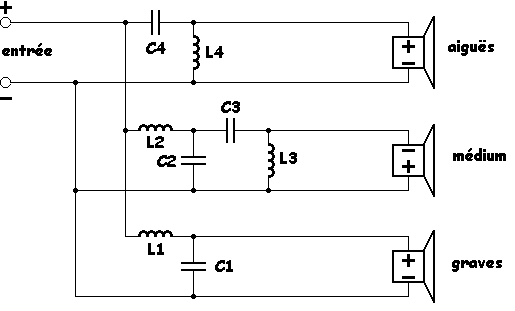 +
C4
L4
+
−
aiguës
entrée
−
C3
L2
C2
L3
−
+
médium
L1
C1
+
−
graves